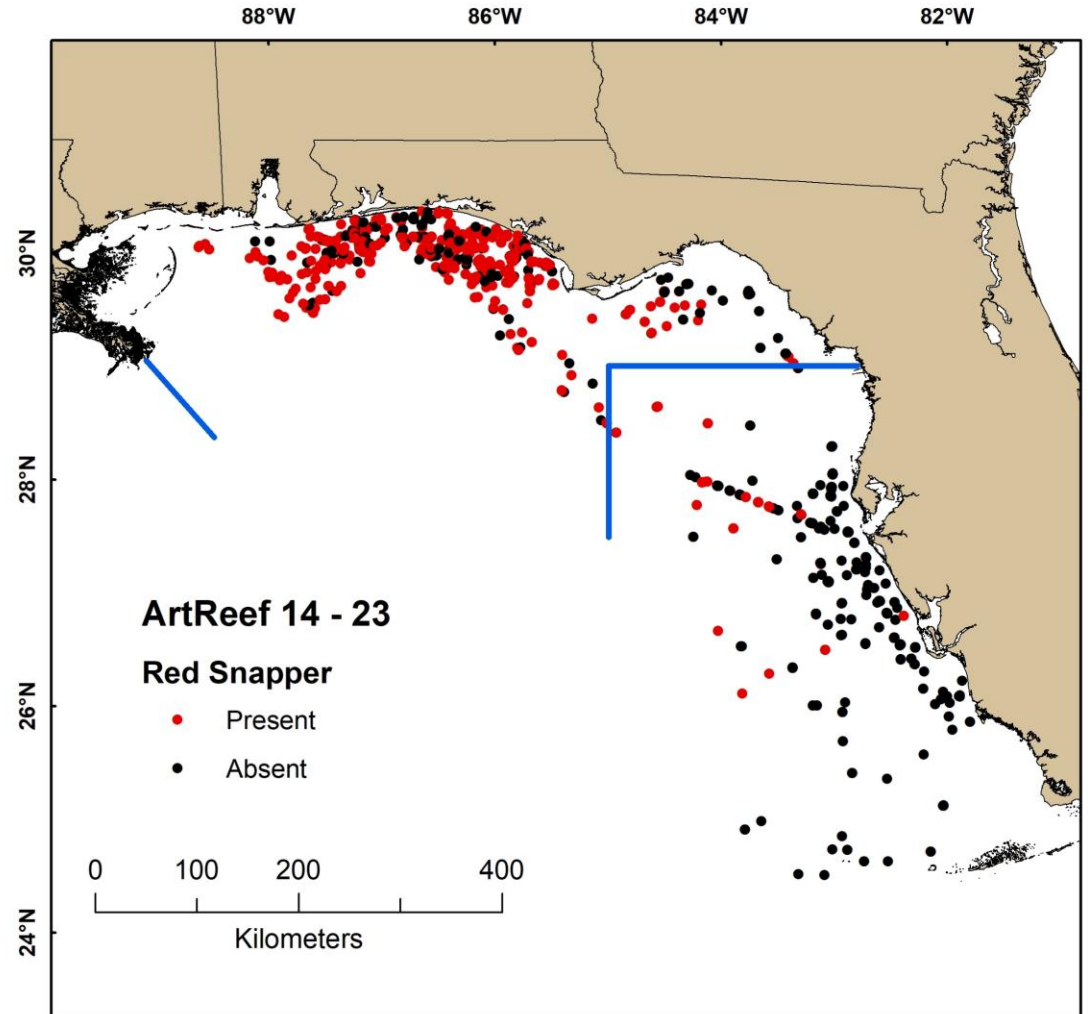 88°W 86°W 84°W 82°W
30°N
28°N
26°N
24°N
ArtReef 14 - 23
Red Snapper
Present
Absent
0 100 200 400
Kilometers